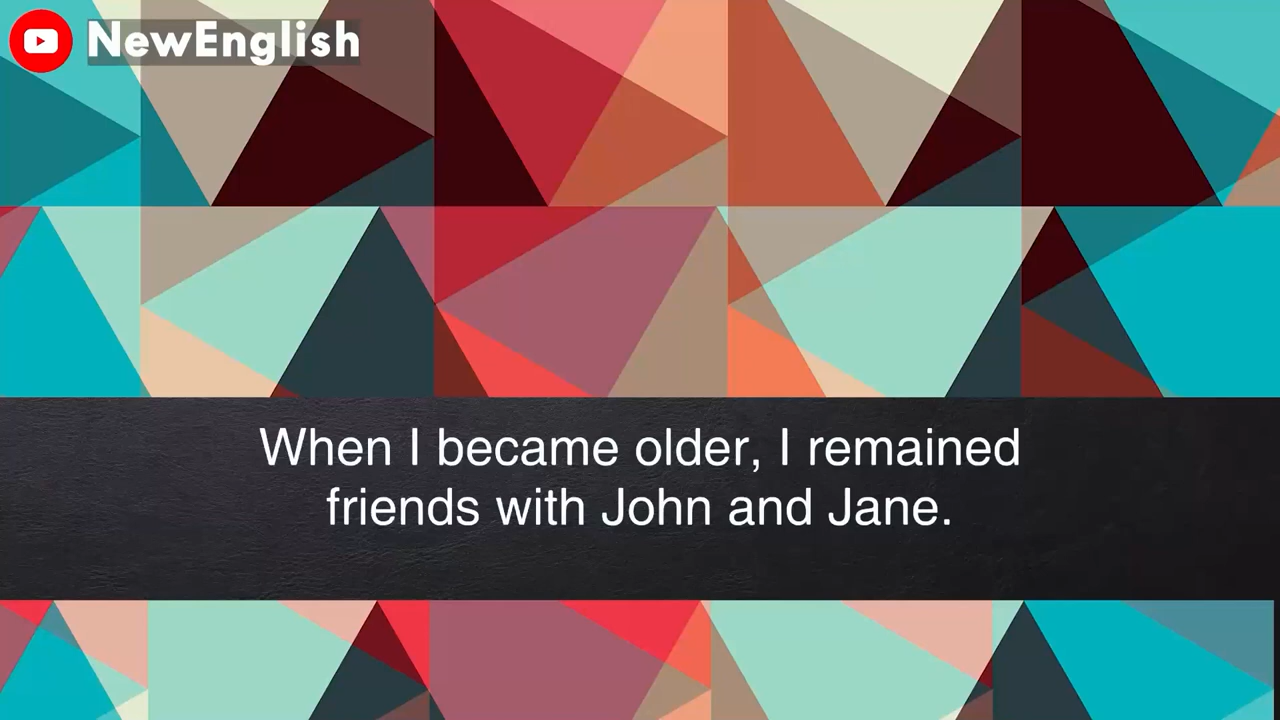 NewEnglish
When I became older, I remained
friends with John and Jane.